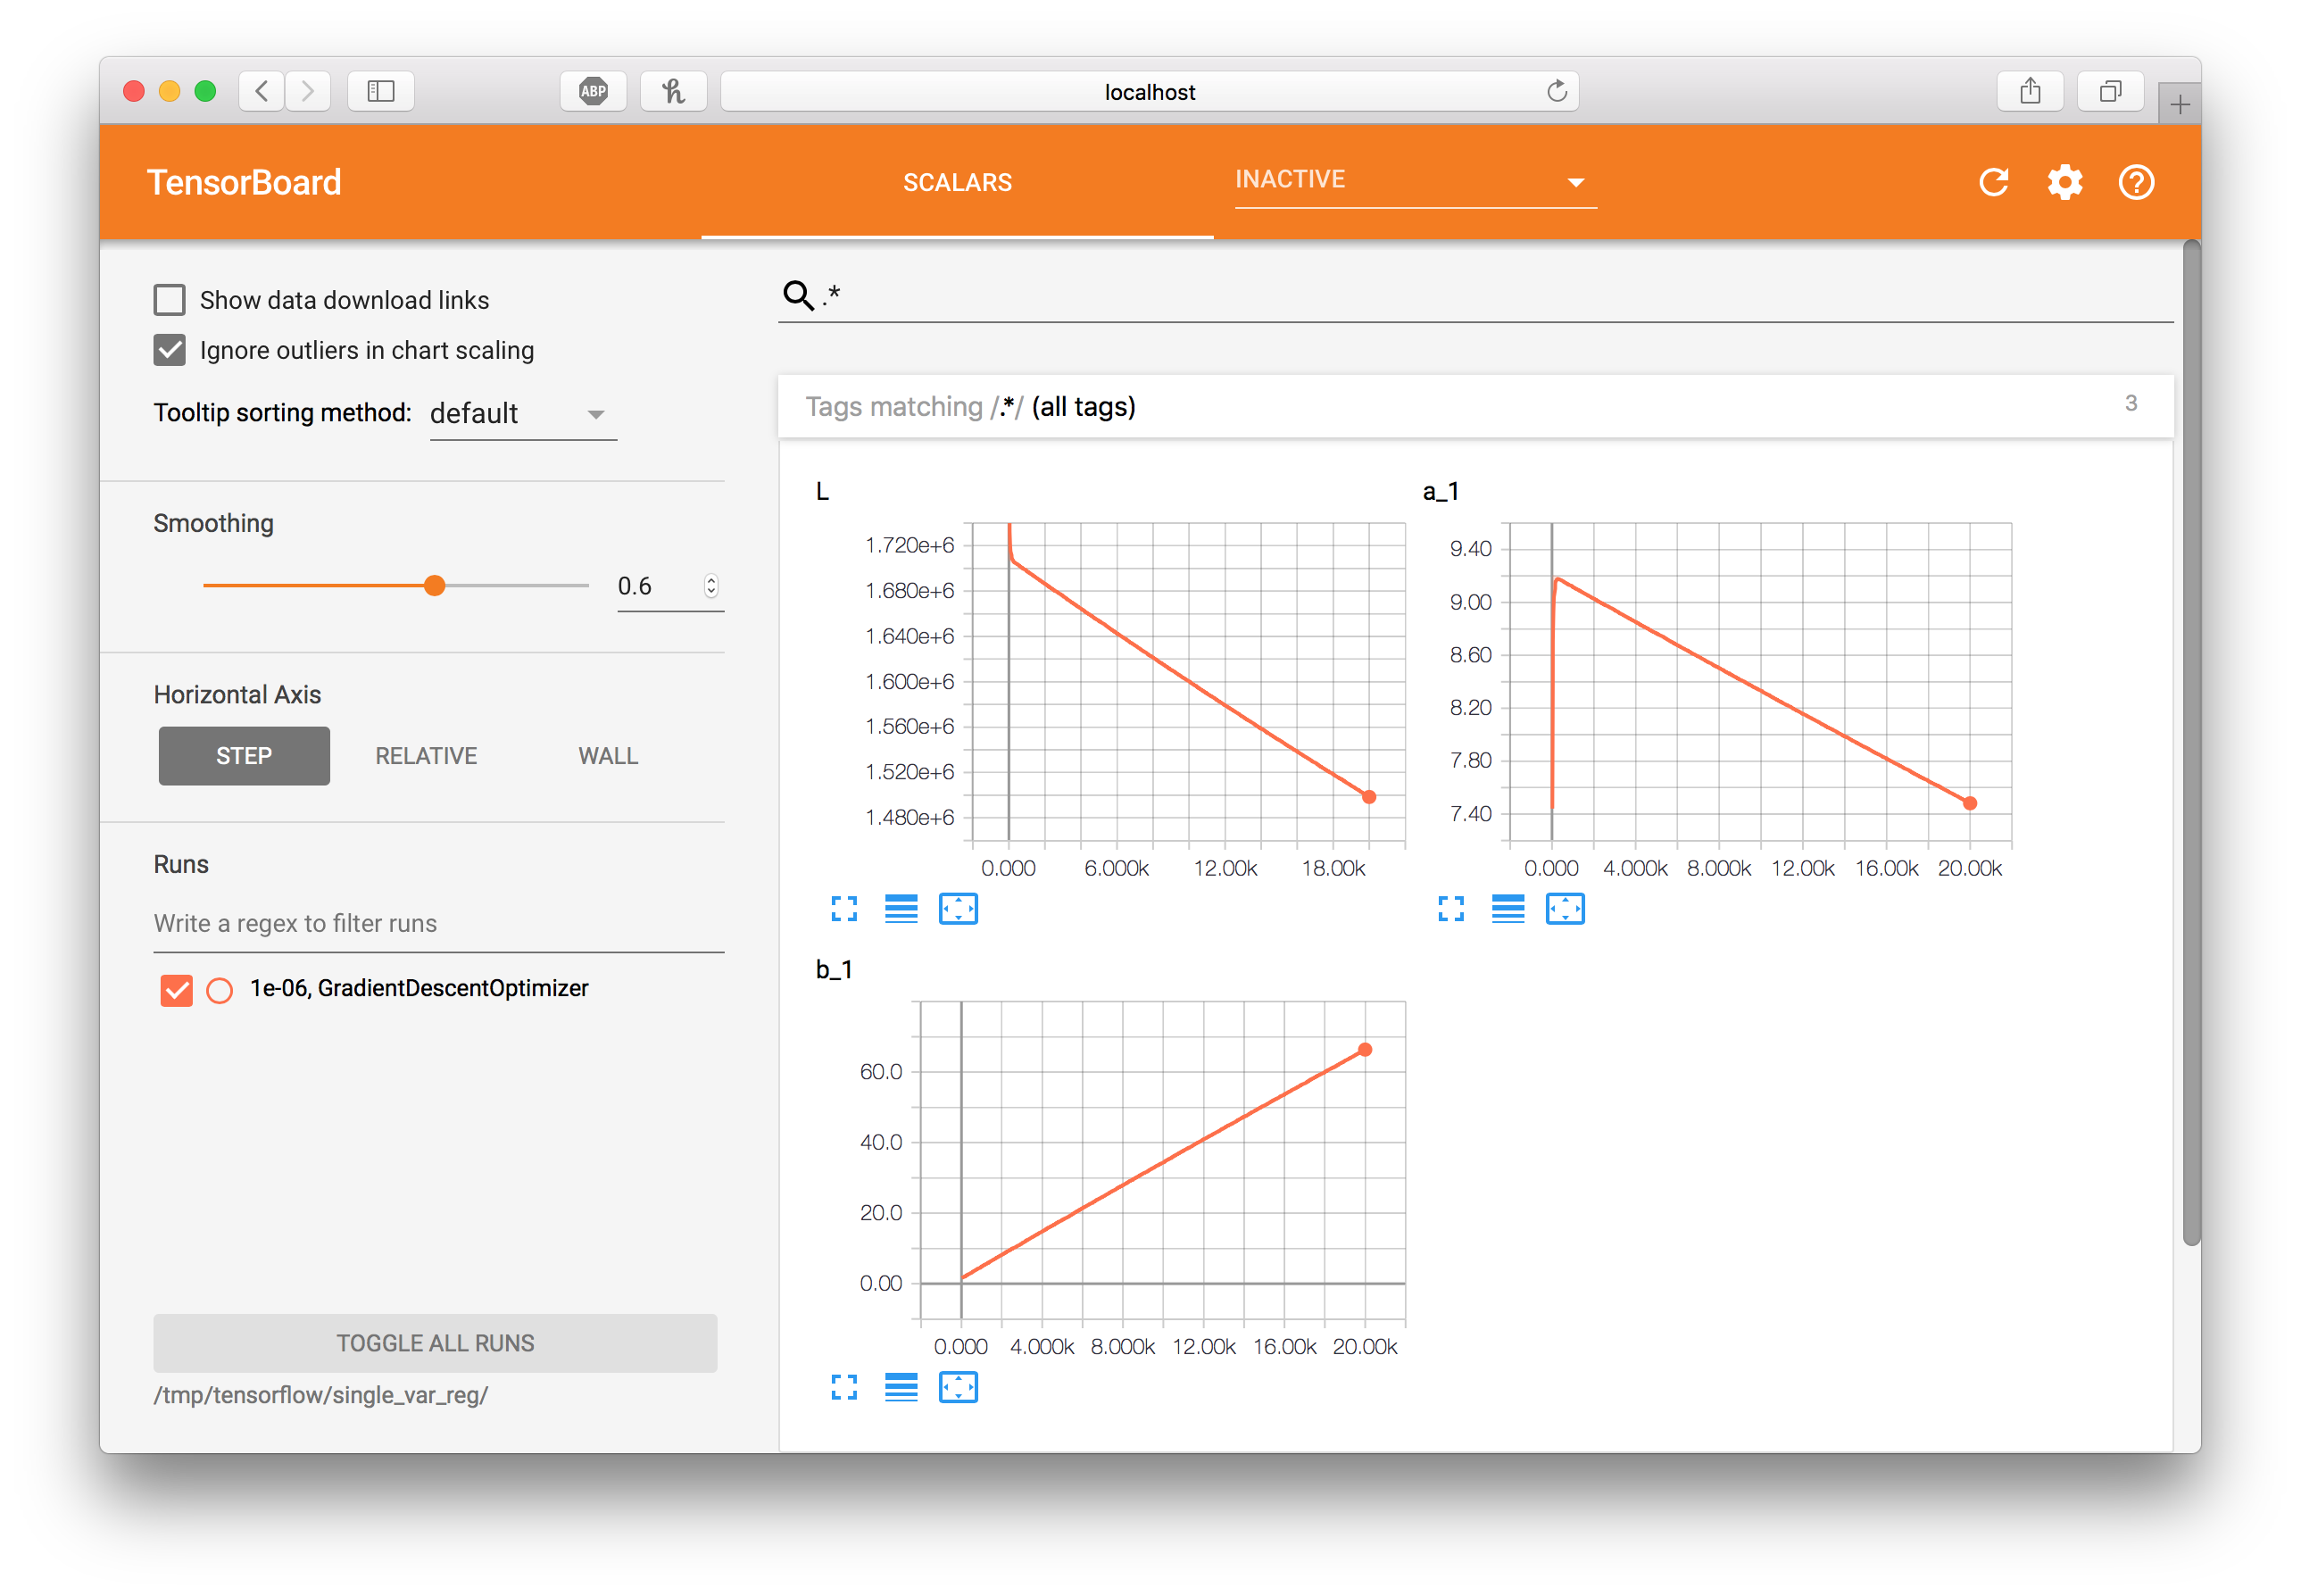 ABP
localhost
TensorBoard
SCALARS
INACTIVE
Show data download links
Ignore outliers in chart scaling
Tooltip sorting method: default
Smoothing
0.6
Horizontal Axis
STEP RELATIVE WALL
Runs
Write a regex to filter runs
1e-06, GradientDescentOptimizer
TOGGLE ALL RUNS
/tmp/tensorflow/single_var_reg/
.*
Tags matching /.*/ (all tags)
3
L
1.720e+6
1.680e+6
1.640e+6
1.600e+6
1.560e+6
1.520e+6
1.480e+6
0.000 6.000k 12.00k 18.00k
a_1
9.40
9.00
8.60
8.20
7.80
7.40
0.000 4.000k 8.000k 12.00k 16.00k 20.00k
b_1
60.0
40.0
20.0
0.00
0.000 4.000k 8.000k 12.00k 16.00k 20.00k